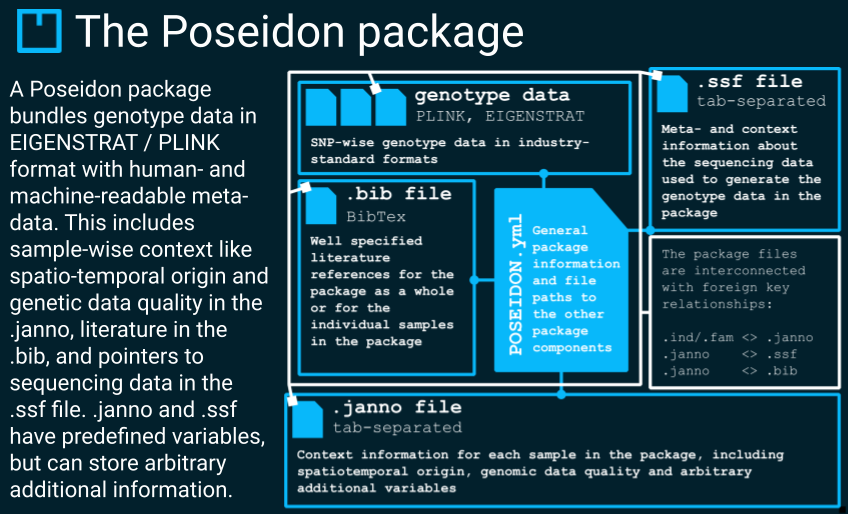 The Poseidon package
A Poseidon package
bundles genotype data in
EIGENSTRAT / PLINK
format with human- and
machine-readable meta-
data. This includes
sample-wise context like
spatio-temporal origin and
genetic data quality in the
.janno, literature in the
.bib, and pointers to
sequencing data in the
.ssf file. .janno and .ssf
have predefined variables,
but can store arbitrary
additional information.
genotype data
PLINK, EIGENSTRAT
SNP-wise genotype data in industry-
standard formats
.ssf file
tab-separated
Meta- and context
information about
the sequencing data
used to generate the
genotype data in the
package
.bib file
BibTex
Well specified
literature
references for the
package as a whole
or for the
individual samples
in the package
POSEIDON.yml
General
package
information
and file
paths to
the other
package
components
The package files
are interconnected
with foreign key
relationships:
.ind/.fam <> .janno
.janno <> .ssf
.janno <> .bib
.janno file
tab-separated
Context information for each sample in the package, including
spatiotemporal origin, genomic data quality and arbitrary
additional variables